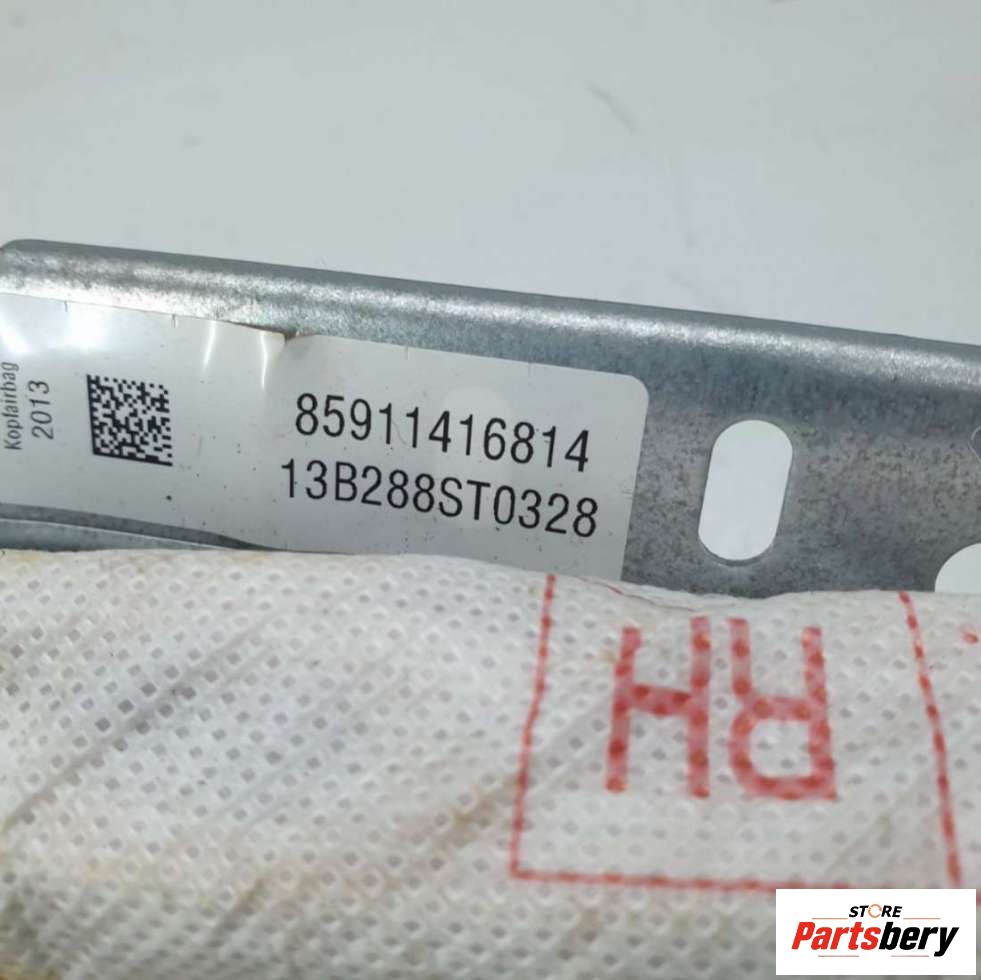 Kopfairbag
2013
85911416814
13B288ST0328
RH
STORE
Partsbery